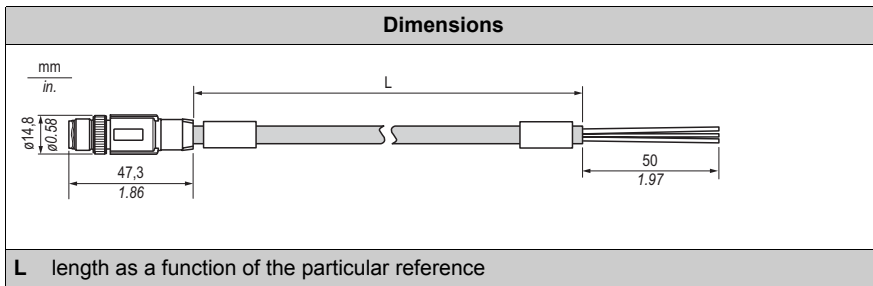 Dimensions
mm
in.
L
ø14,8
ø0.58
47,3
1.86
50
1.97
L length as a function of the particular reference